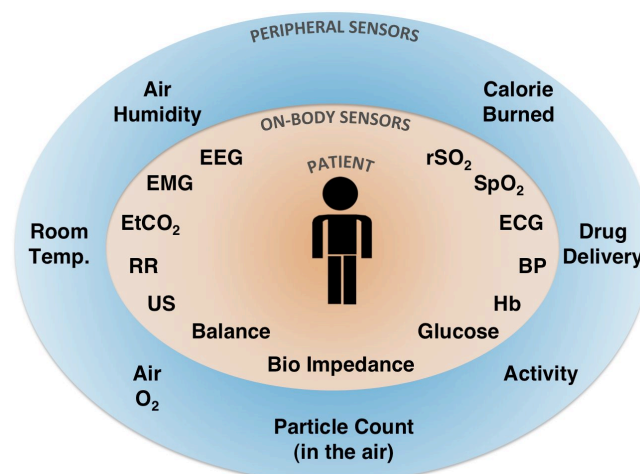 PERIPHERAL SENSORS
Air
Humidity
Calorie
Burned
ON-BODY SENSORS
EEG
PATIENT
rSO₂
EMG
SpO₂
EtCO₂
ECG
Room
Temp.
Drug
Delivery
RR
BP
US
Hb
Balance
Glucose
Bio Impedance
Air
O₂
Activity
Particle Count
(in the air)